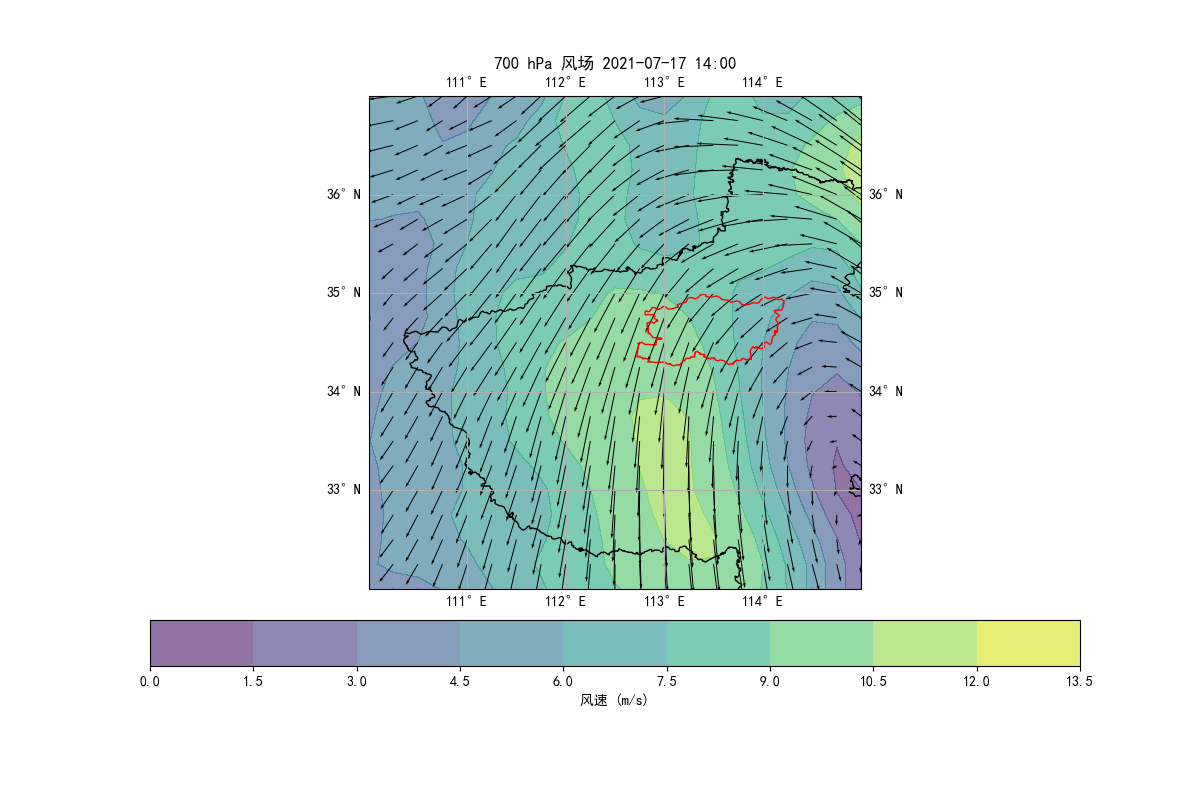 700 hPa 风场 2021-07-17 14:00
111° E 112° E 113° E 114° E
36° N 36° N
35° N 35° N
34° N 34° N
33° N 33° N
111° E 112° E 113° E 114° E
0.0 1.5 3.0 4.5 6.0 7.5 9.0 10.5 12.0 13.5
风速 (m/s)